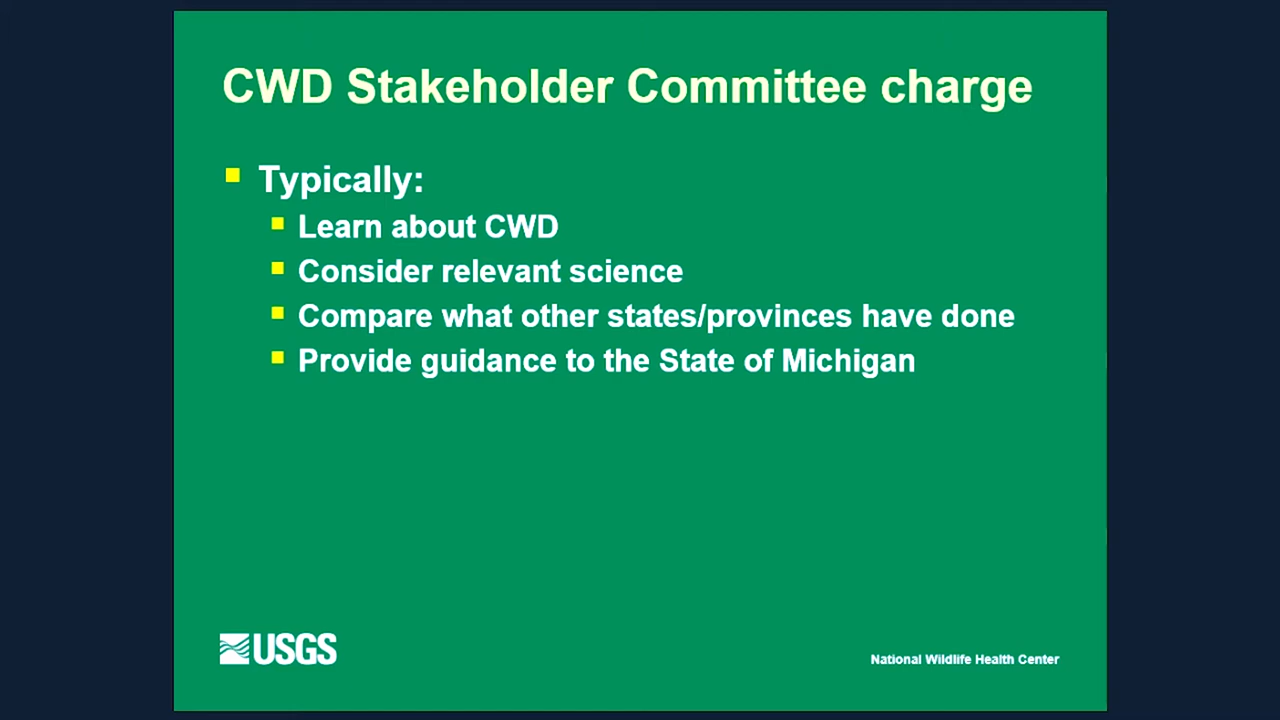 CWD Stakeholder Committee charge
Typically:
Learn about CWD
Consider relevant science
Compare what other states/provinces have done
Provide guidance to the State of Michigan
USGS
National Wildlife Health Center